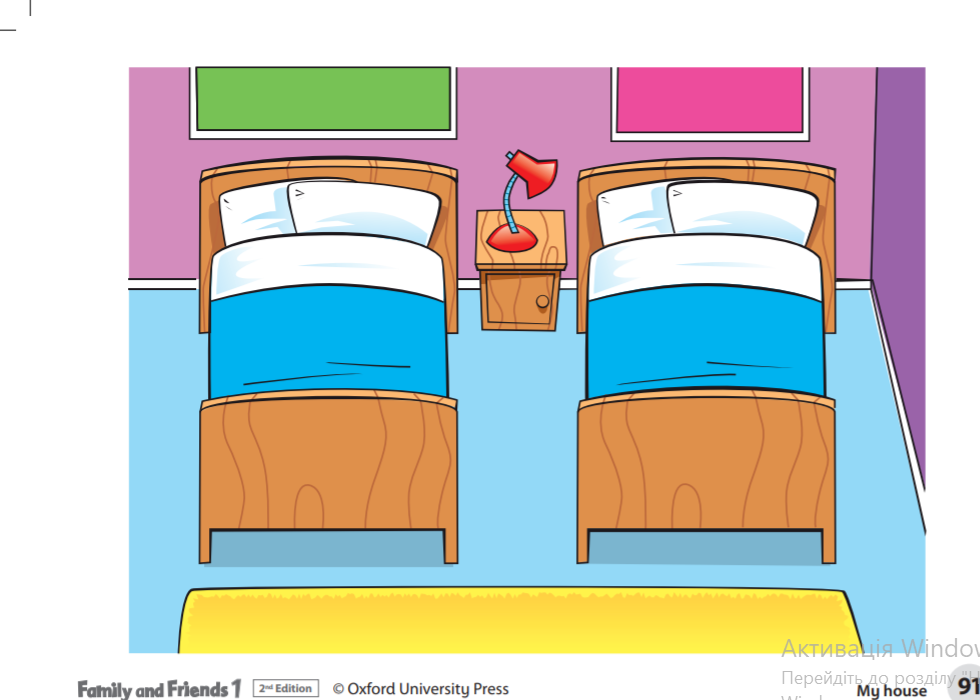 Активація Window
Перейдіть до розділу "
Family and Friends 1 2nd Edition © Oxford University Press My house 91